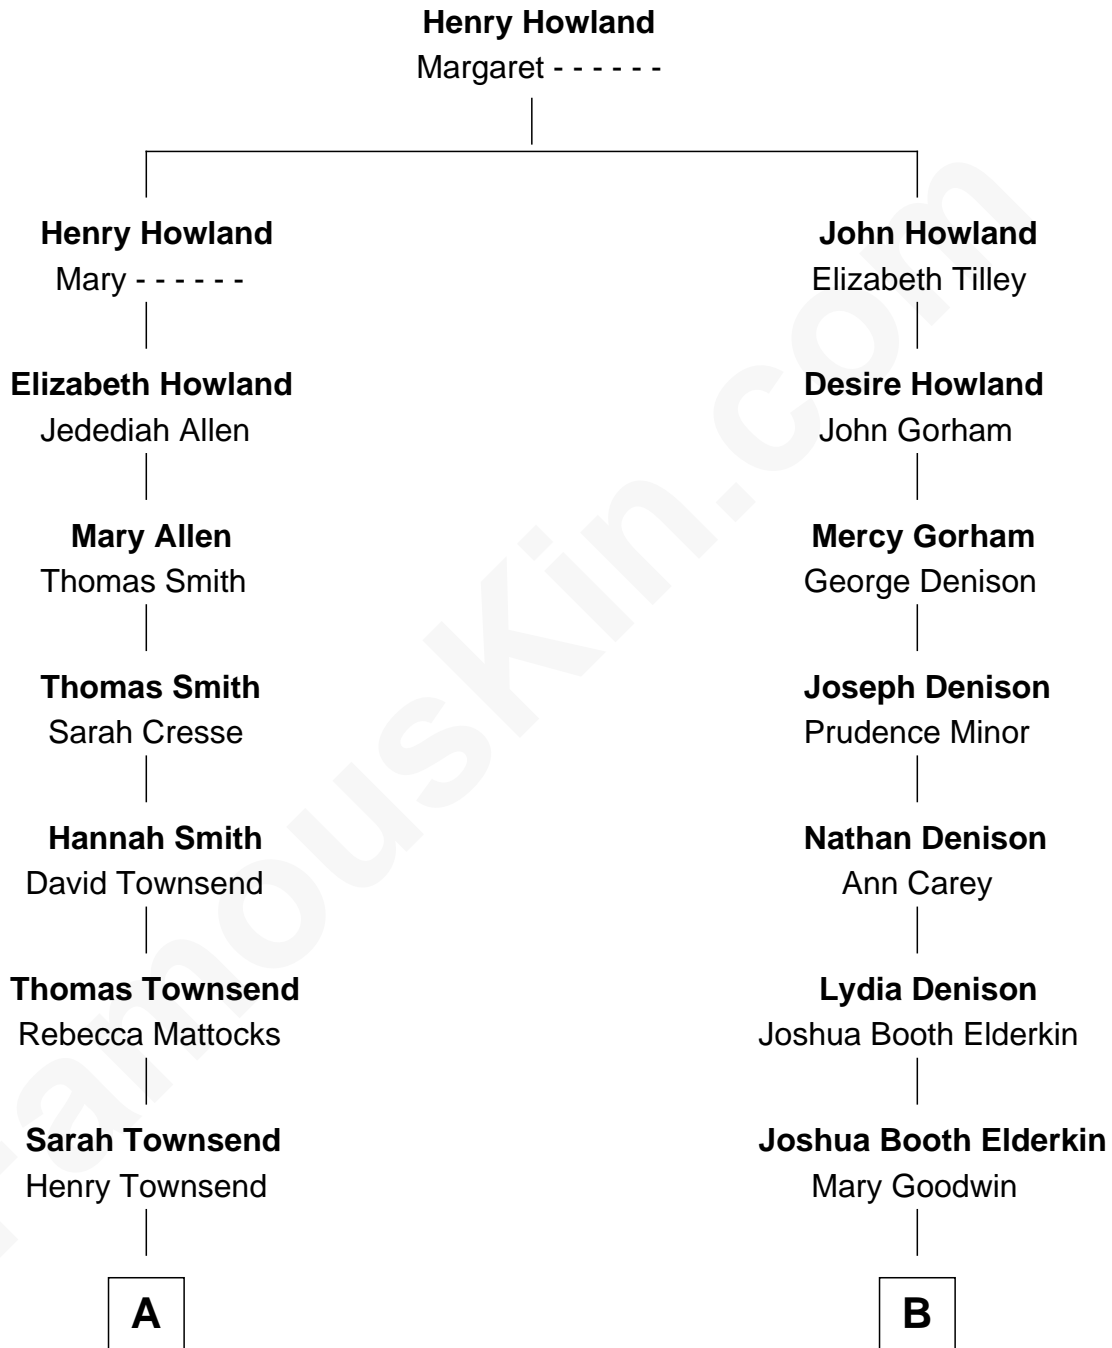 Henry Howland
Margaret - - - - - -
Henry Howland
Mary - - - - - -
John Howland
Elizabeth Tilley
Elizabeth Howland
Jedediah Allen
Desire Howland
John Gorham
Mary Allen
Thomas Smith
Mercy Gorham
George Denison
Thomas Smith
Sarah Cresse
Joseph Denison
Prudence Minor
Hannah Smith
David Townsend
Nathan Denison
Ann Carey
Thomas Townsend
Rebecca Mattocks
Lydia Denison
Joshua Booth Elderkin
Sarah Townsend
Henry Townsend
Joshua Booth Elderkin
Mary Goodwin
A
B
FamousKin.com